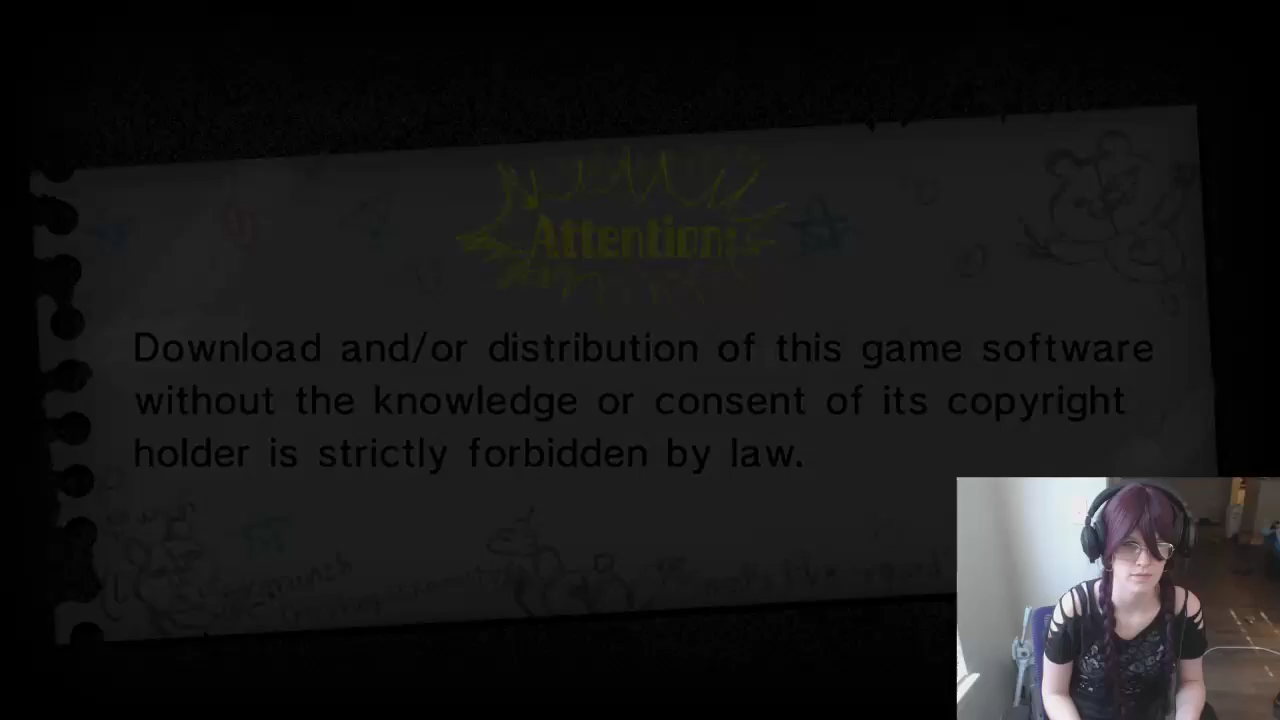 Attention:
Download and/or distribution of this game software
without the knowledge or consent of its copyright
holder is strictly forbidden by law.